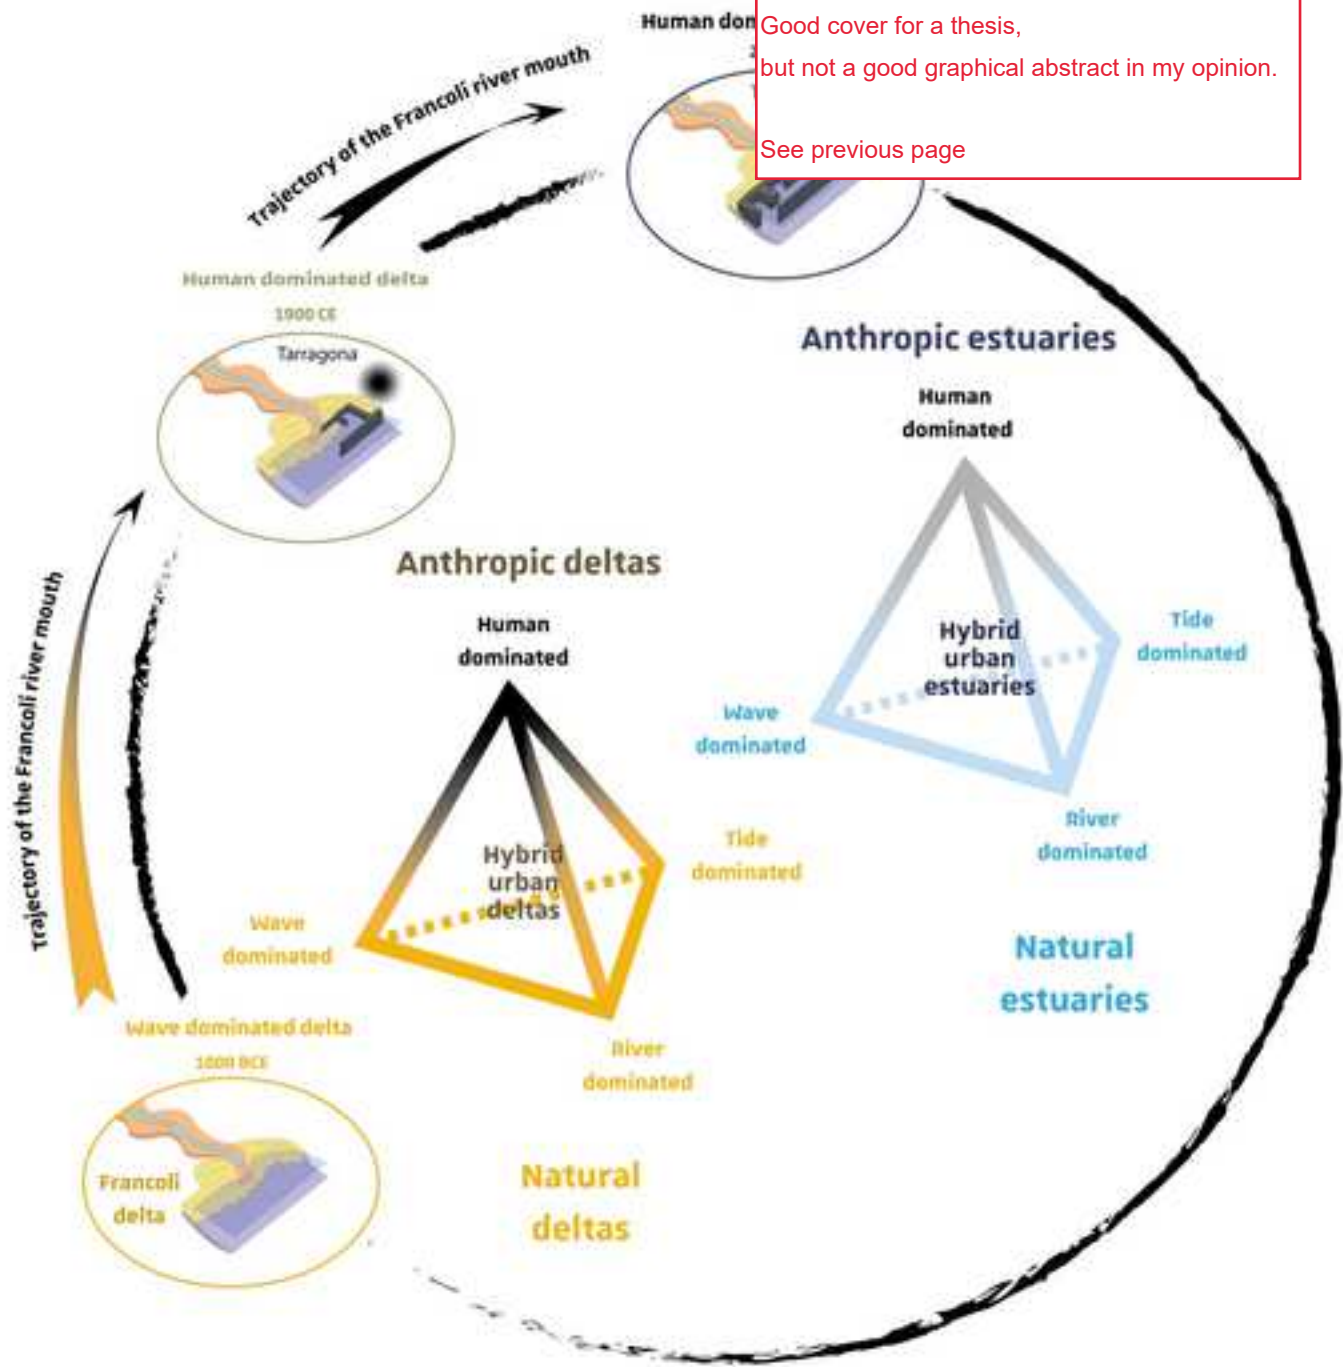 Human dom
Good cover for a thesis,
but not a good graphical abstract in my opinion.
See previous page
Trajectory of the Francoli river mouth
Human dominated delta
1900 CE
Tarragona
Anthropic estuaries
Human
dominated
Hybrid
urban
estuaries
Tide
dominated
Wave
dominated
River
dominated
Natural
estuaries
Anthropic deltas
Human
dominated
Hybrid
urban
deltas
Tide
dominated
Wave
dominated
River
dominated
Natural
deltas
Trajectory of the Francoli river mouth
Wave dominated delta
1000 BCE
Francoli
delta